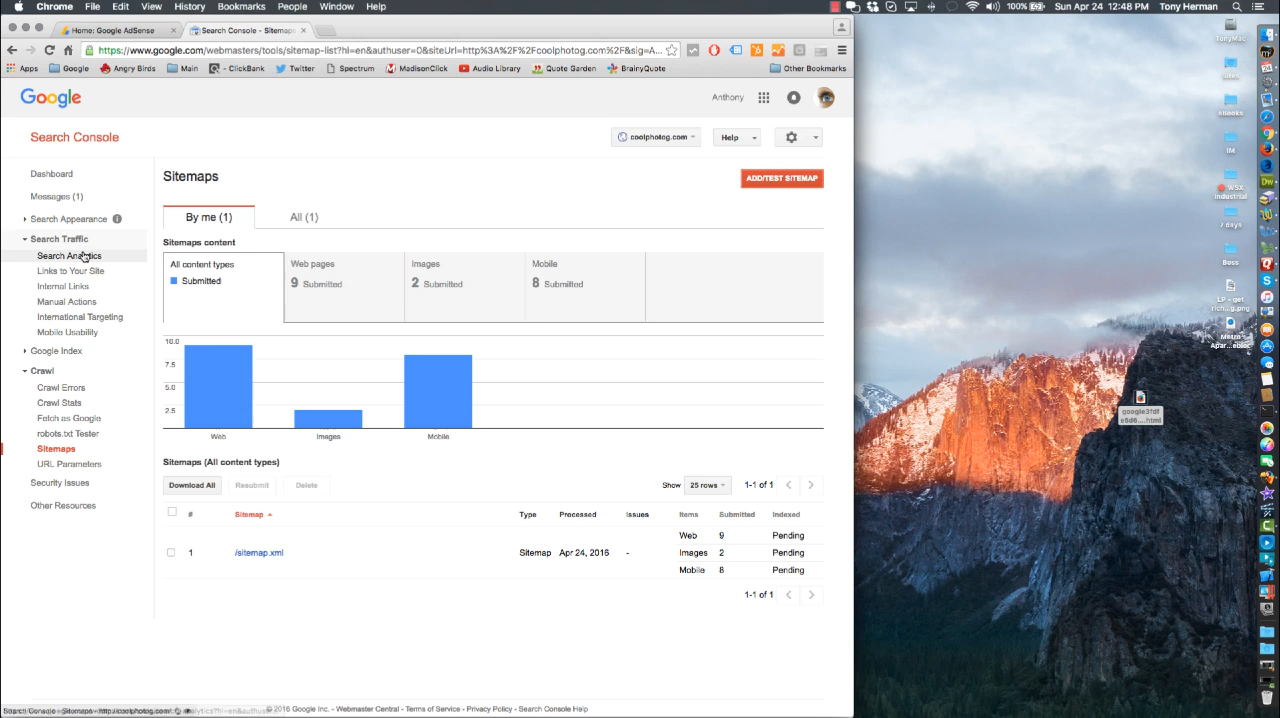 Chrome File Edit View History Bookmarks People Window Help 100% Sun Apr 24 12:48 PM Tony Herman
Home: Google AdSense
Search Console - Sitemaps
https://www.google.com/webmasters/tools/sitemap-list?hl=en&authuser=0&siteUrl=http%3A%2F%2Fcoolphotog.com%2F&sig=A...
Apps Google Angry Birds Main - ClickBank Twitter Spectrum MadisonClick Audio Library Quote Garden BrainyQuote Other Bookmarks
Google
Anthony
Search Console
coolphotog.com
Help
Dashboard
Messages (1)
Search Appearance
Search Traffic
Search Analytics
Links to Your Site
Internal Links
Manual Actions
International Targeting
Mobile Usability
Google Index
Crawl
Crawl Errors
Crawl Stats
Fetch as Google
robots.txt Tester
Sitemaps
URL Parameters
Security Issues
Other Resources
Sitemaps
ADD/TEST SITEMAP
By me (1)
All (1)
Sitemaps content
All content types
Submitted
Web pages
9 Submitted
Images
2 Submitted
Mobile
8 Submitted
10.0
7.5
5.0
2.5
Web Images Mobile
Sitemaps (All content types)
Download All Resubmit Delete Show 25 rows 1-1 of 1
# Sitemap Type Processed Issues Items Submitted Indexed
Web 9 Pending
1 /sitemap.xml Sitemap Apr 24, 2016 - Images 2 Pending
Mobile 8 Pending
1-1 of 1
© 2016 Google Inc. - Webmaster Central - Terms of Service - Privacy Policy - Search Console Help
TonyMac
eBooks
IM
WSX
Industrial
7 days
Boss
LP - get
rich...g.png